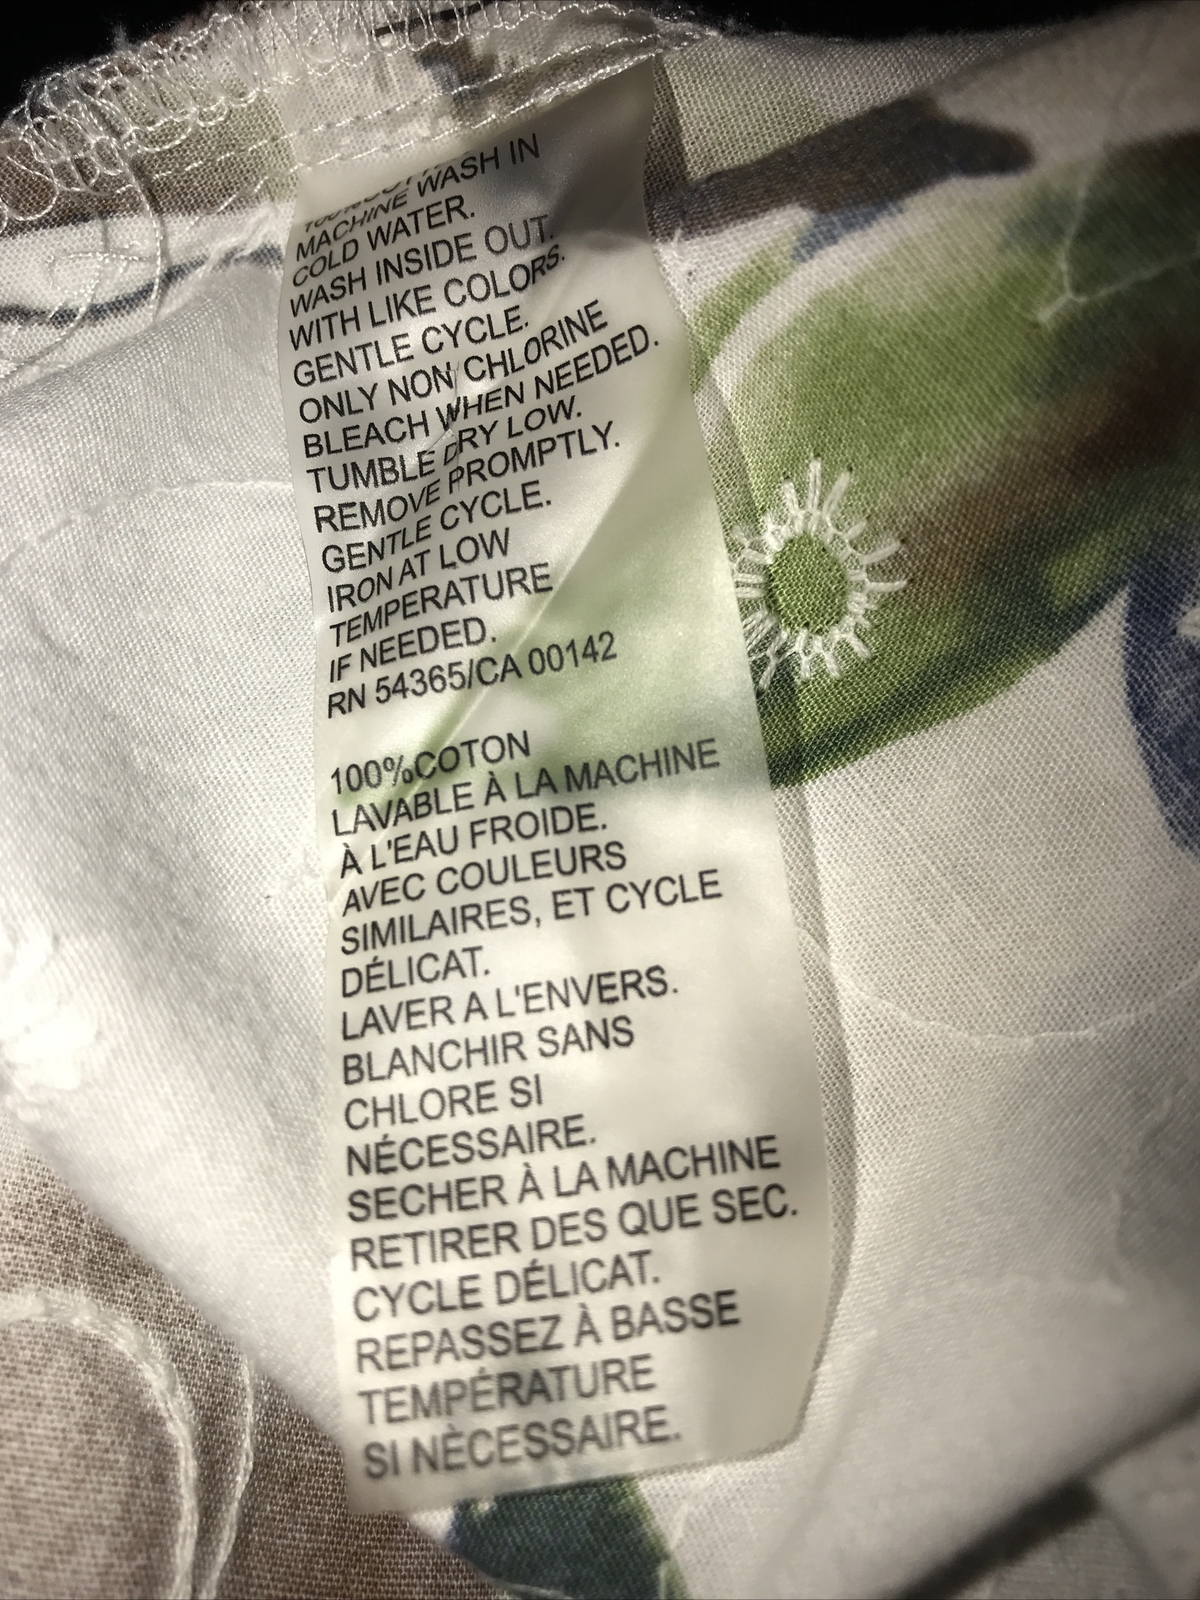 100%COTTON
MACHINE WASH IN
COLD WATER.
WASH INSIDE OUT.
WITH LIKE COLORS.
GENTLE CYCLE.
ONLY NON CHLORINE
BLEACH WHEN NEEDED.
TUMBLE DRY LOW.
REMOVE PROMPTLY.
GENTLE CYCLE.
IRON AT LOW
TEMPERATURE
IF NEEDED.
RN 54365/CA 00142
100%COTON
LAVABLE À LA MACHINE
À L'EAU FROIDE.
AVEC COULEURS
SIMILAIRES, ET CYCLE
DÉLICAT.
LAVER A L'ENVERS.
BLANCHIR SANS
CHLORE SI
NÉCESSAIRE.
SECHER À LA MACHINE
RETIRER DES QUE SEC.
CYCLE DÉLICAT.
REPASSEZ À BASSE
TEMPÉRATURE
SI NÈCESSAIRE.